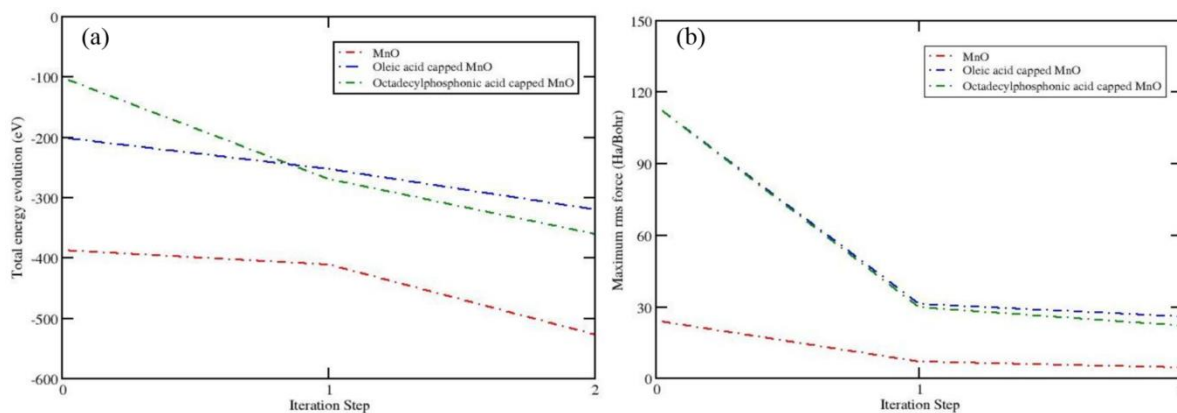 (a)
MnO
Oleic acid capped MnO
Octadecylphosphonic acid capped MnO
Total energy evolution (eV)
0
-100
-200
-300
-400
-500
-600
0
1
2
Iteration Step
(b)
MnO
Oleic acid capped MnO
Octadecylphosphonic acid capped MnO
Maximum rms force (Ha/Bohr)
150
120
90
60
30
0
0
1
Iteration Step